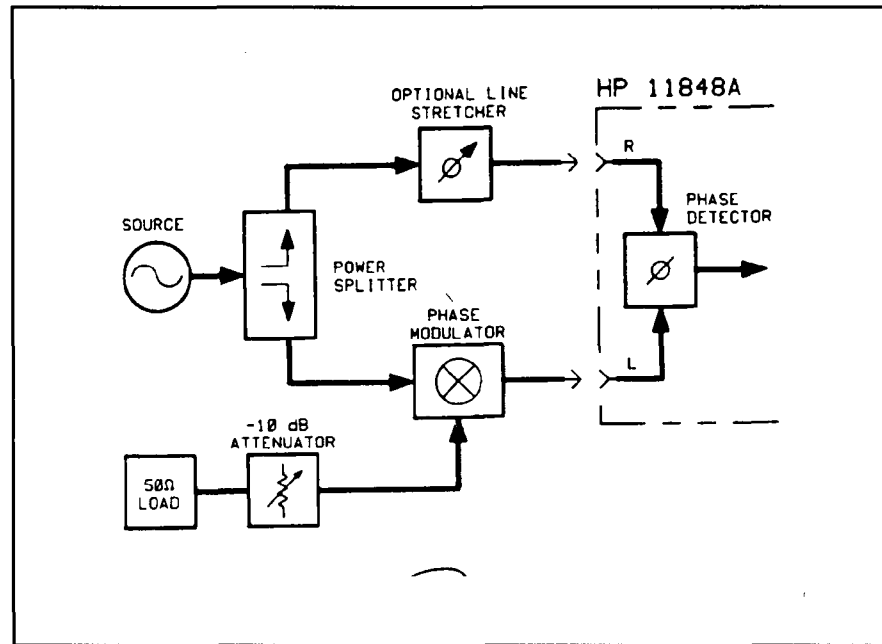 HP 11848A
OPTIONAL LINE
STRETCHER
R
PHASE
DETECTOR
SOURCE
POWER
SPLITTER
PHASE
MODULATOR
L
-10 dB
ATTENUATOR
50Ω
LOAD